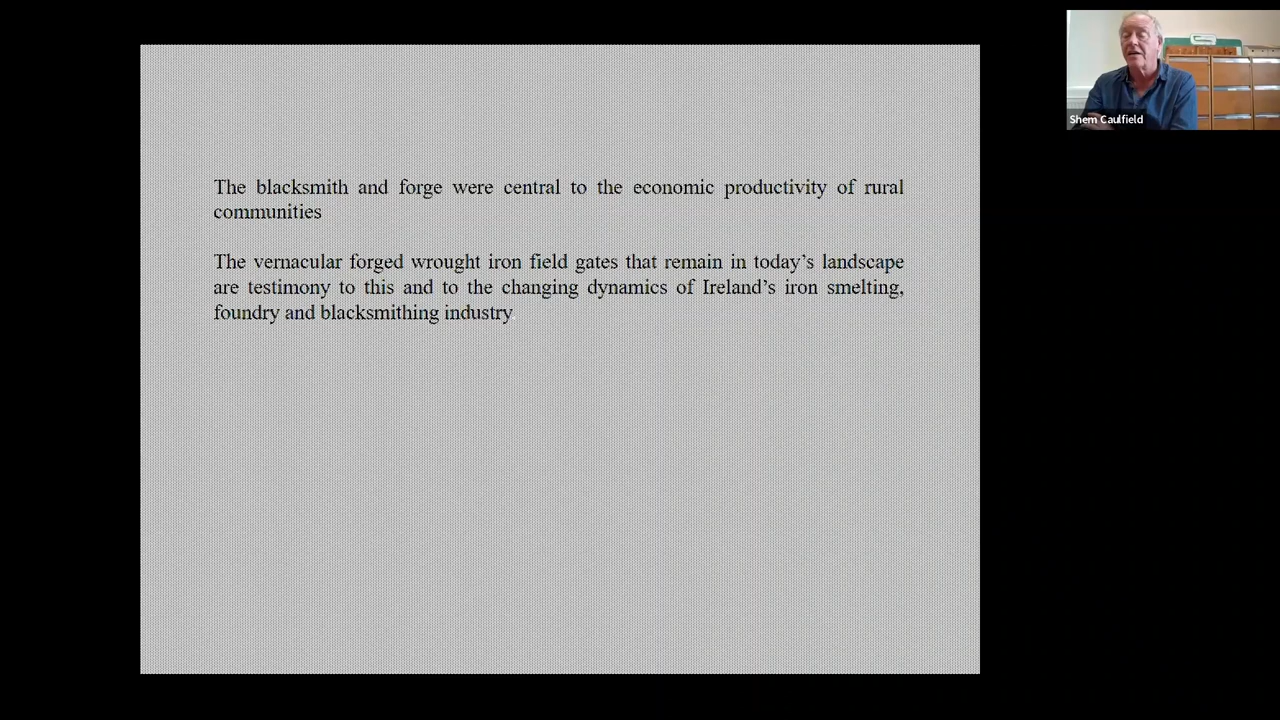 The blacksmith and forge were central to the economic productivity of rural
communities
The vernacular forged wrought iron field gates that remain in today’s landscape
are testimony to this and to the changing dynamics of Ireland’s iron smelting,
foundry and blacksmithing industry
Shem Caulfield